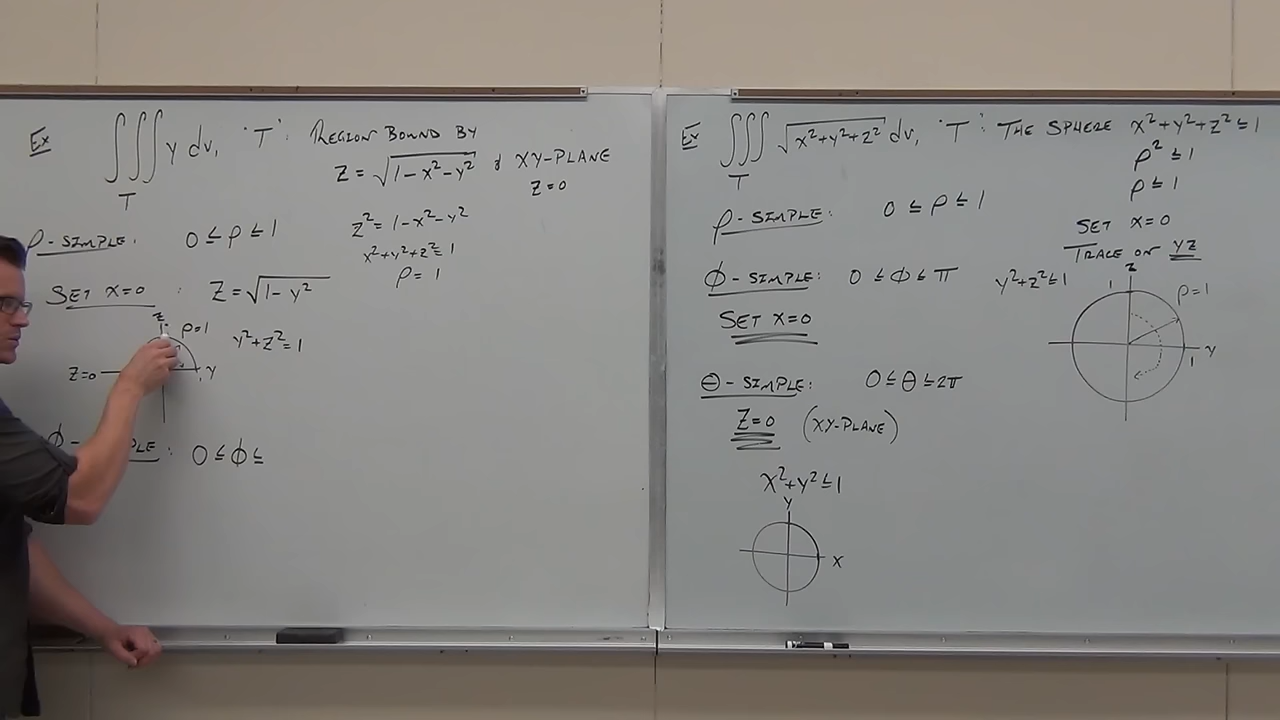 Ex ∭ y dv, "T": REGION BOUND BY
T
Z = √(1-x²-y²) & XY-PLANE
Z=0
ρ-SIMPLE: 0 ≤ ρ ≤ 1
Z² = 1-x²-y²
x²+y²+z² = 1
ρ = 1
SET X=0 : Z = √(1-y²)
Z
ρ=1
y²+z² = 1
Z=0
y
0 ≤ ϕ ≤
Ex ∭ √(x²+y²+z²) dv, "T": THE SPHERE x²+y²+z² ≤ 1
T
ρ² ≤ 1
ρ ≤ 1
ρ-SIMPLE: 0 ≤ ρ ≤ 1
SET X=0
TRACE ON YZ
ϕ-SIMPLE: 0 ≤ ϕ ≤ π
y²+z² ≤ 1
Z
1
ρ=1
y
1
SET X=0
Θ-SIMPLE: 0 ≤ Θ ≤ 2π
Z=0 (XY-PLANE)
x²+y² ≤ 1
y
x